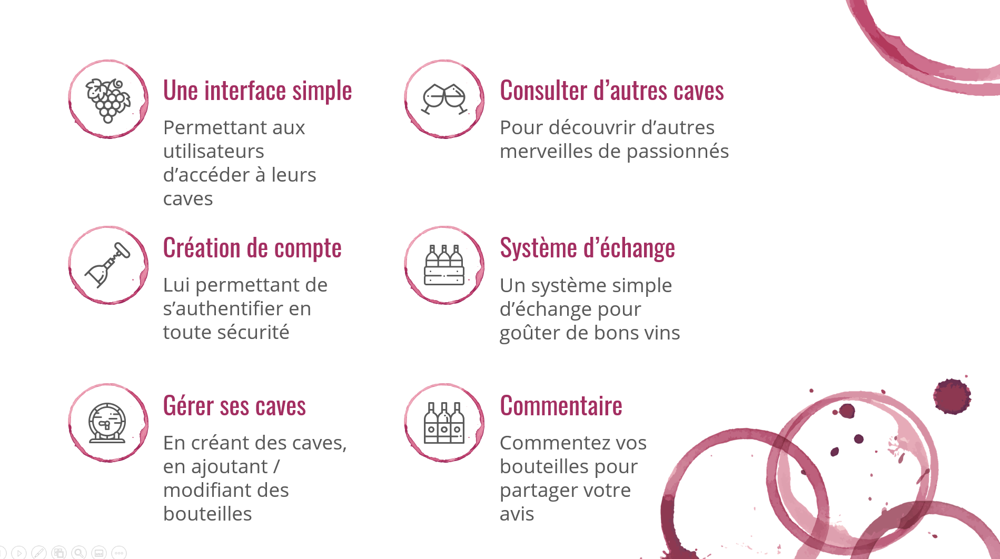 Une interface simple
Permettant aux
utilisateurs
d’accéder à leurs
caves
Consulter d’autres caves
Pour découvrir d’autres
merveilles de passionnés
Création de compte
Lui permettant de
s’authentifier en
toute sécurité
Système d’échange
Un système simple
d’échange pour
goûter de bons vins
Gérer ses caves
En créant des caves,
en ajoutant /
modifiant des
bouteilles
Commentaire
Commentez vos
bouteilles pour
partager votre
avis